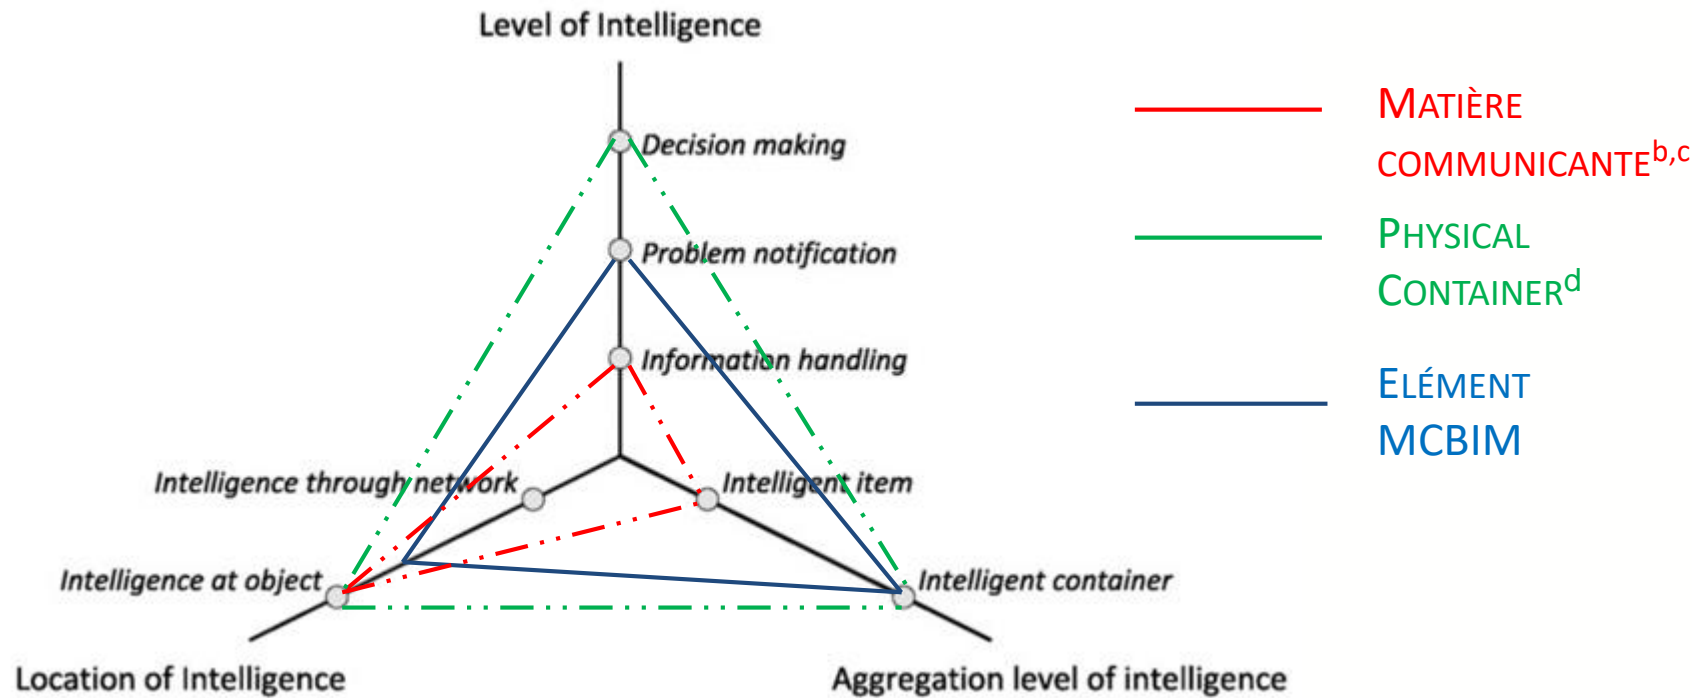 Level of Intelligence
Decision making
Problem notification
Information handling
Intelligence through network
Intelligent item
Intelligence at object
Intelligent container
Location of Intelligence
Aggregation level of intelligence
MATIÈRE
COMMUNICANTEb,c
PHYSICAL
CONTAINERd
ELÉMENT
MCBIM